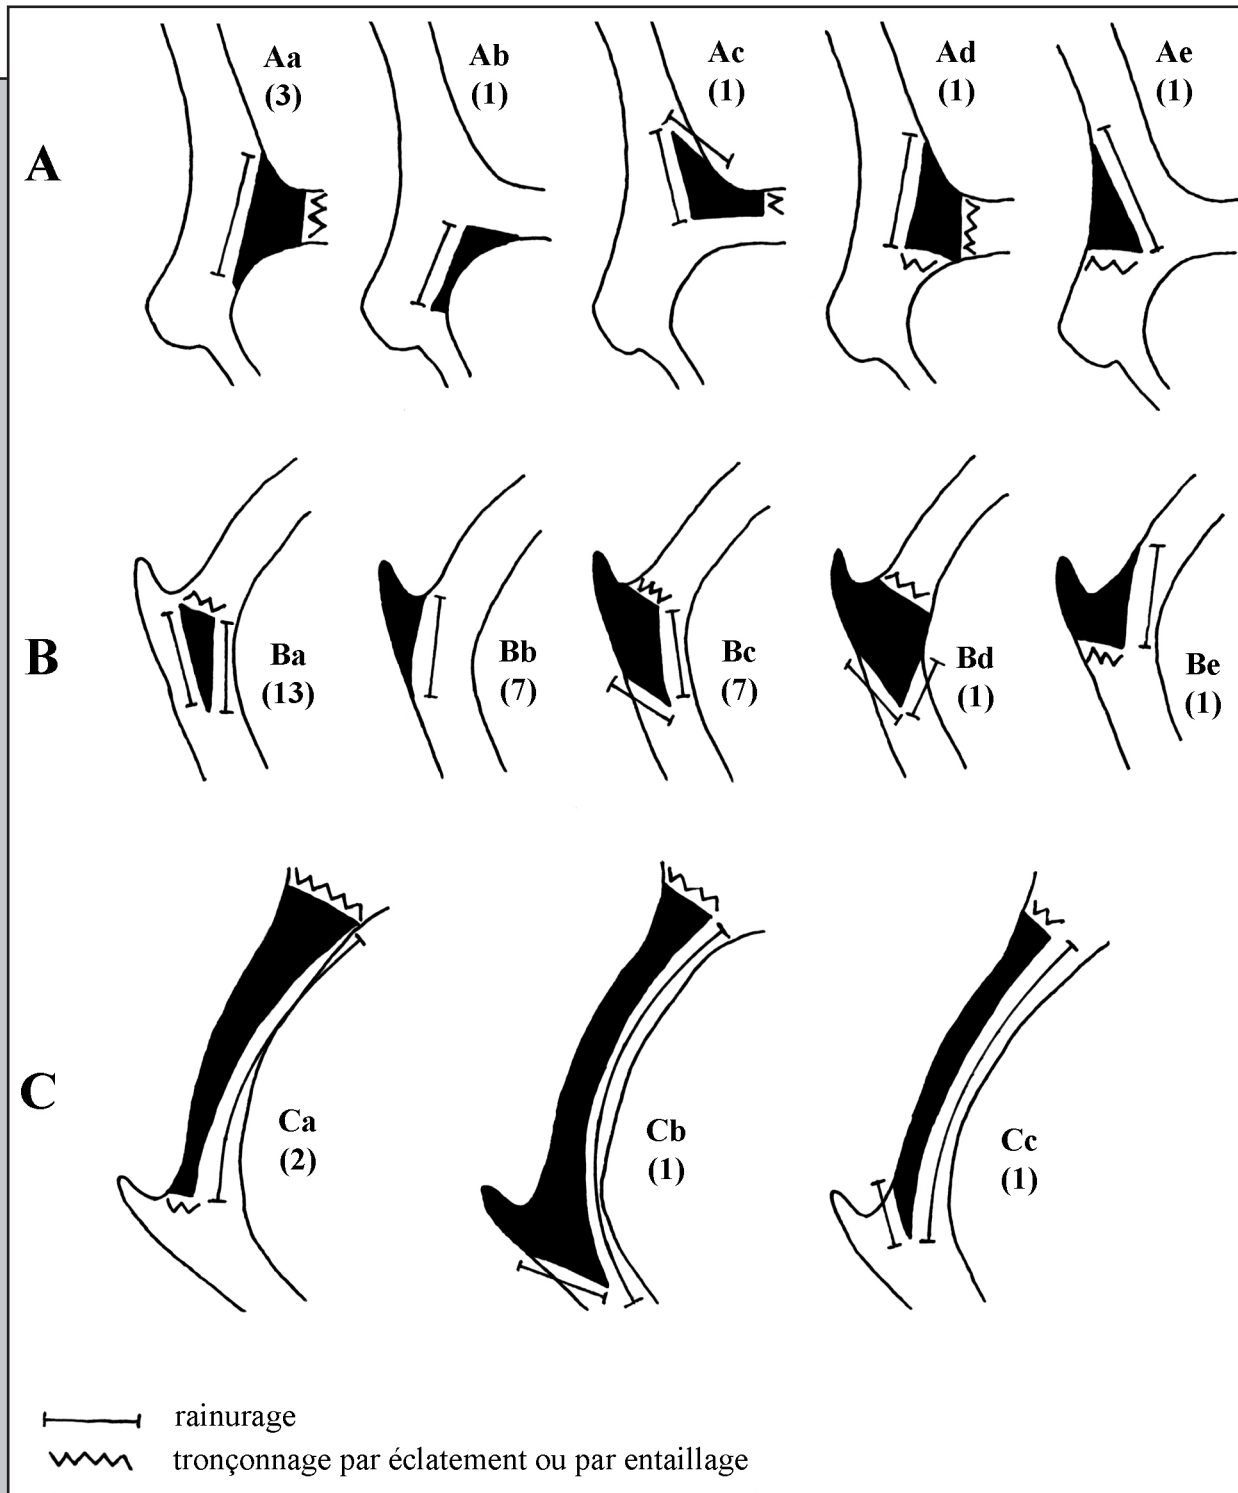 Aa
(3)
Ab
(1)
Ac
(1)
Ad
(1)
Ae
(1)
A
B
Ba
(13)
Bb
(7)
Bc
(7)
Bd
(1)
Be
(1)
C
Ca
(2)
Cb
(1)
Cc
(1)
rainurage
tronçonnage par éclatement ou par entaillage